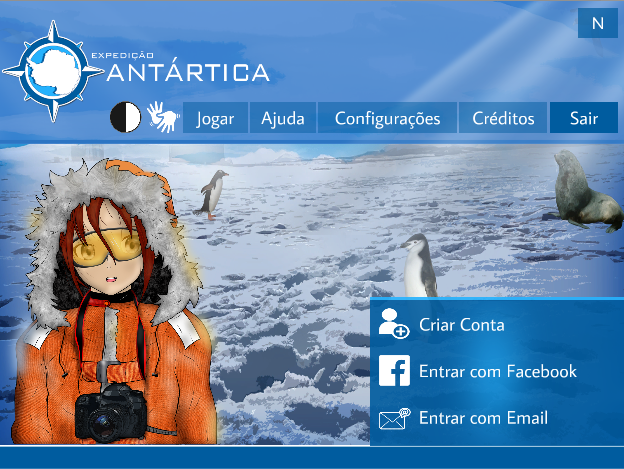 N
EXPEDIÇÃO
ANTÁRTICA
Jogar Ajuda Configurações Créditos Sair
Criar Conta
Entrar com Facebook
Entrar com Email